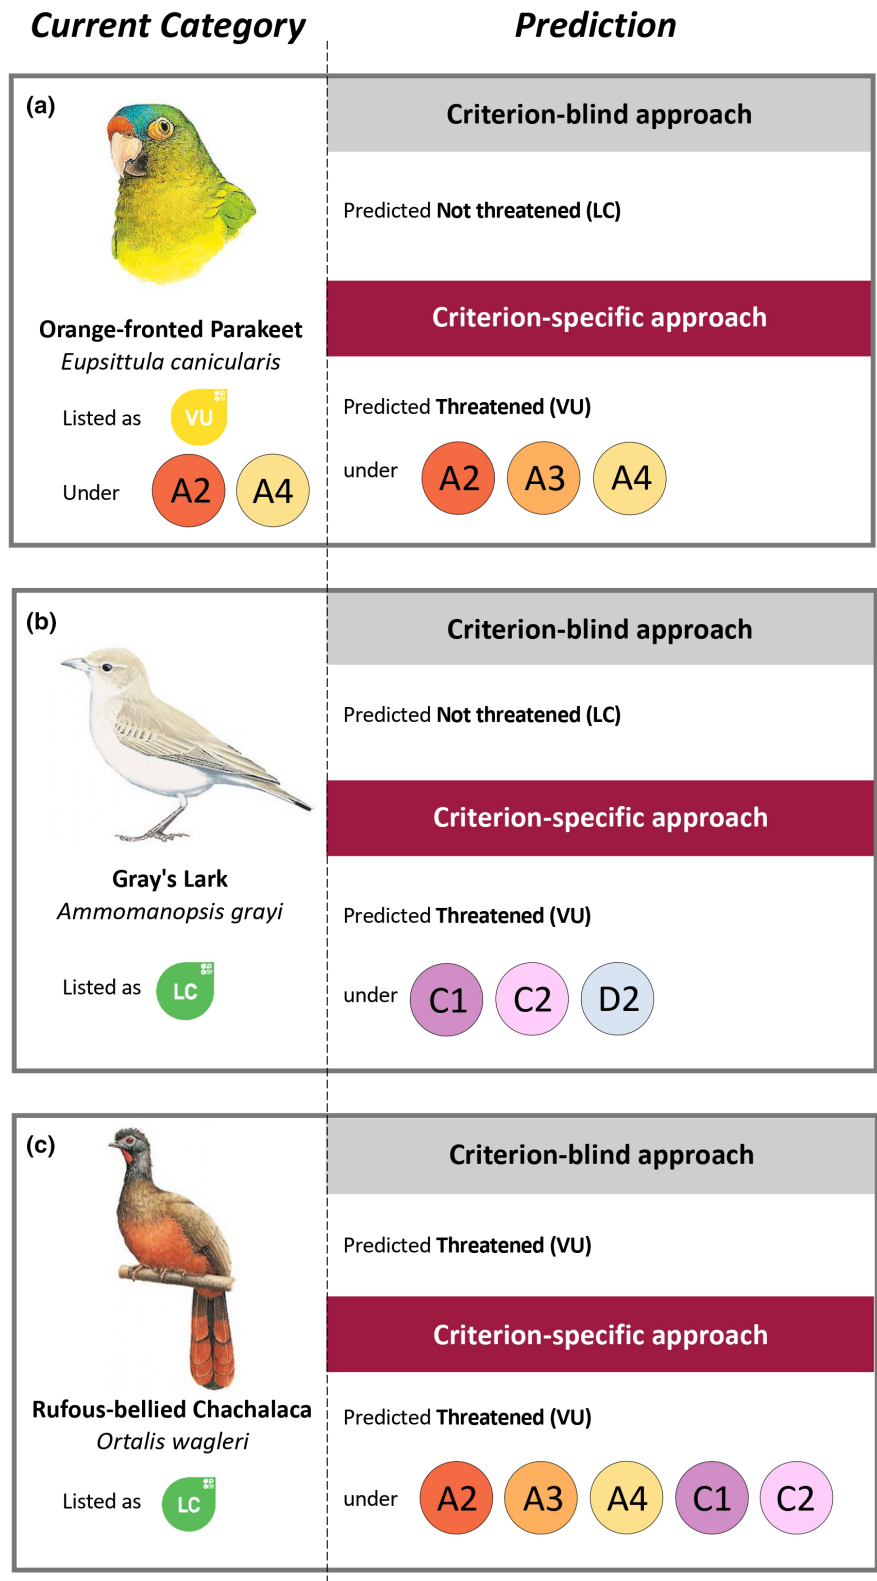 Current Category
Prediction
(a)
Criterion-blind approach
Predicted Not threatened (LC)
Criterion-specific approach
Orange-fronted Parakeet
Eupsittula canicularis
Listed as VU
Under A2 A4
Predicted Threatened (VU)
under A2 A3 A4
(b)
Criterion-blind approach
Predicted Not threatened (LC)
Criterion-specific approach
Gray's Lark
Ammomanopsis grayi
Listed as LC
Predicted Threatened (VU)
under C1 C2 D2
(c)
Criterion-blind approach
Predicted Threatened (VU)
Criterion-specific approach
Rufous-bellied Chachalaca
Ortalis wagleri
Listed as LC
Predicted Threatened (VU)
under A2 A3 A4 C1 C2